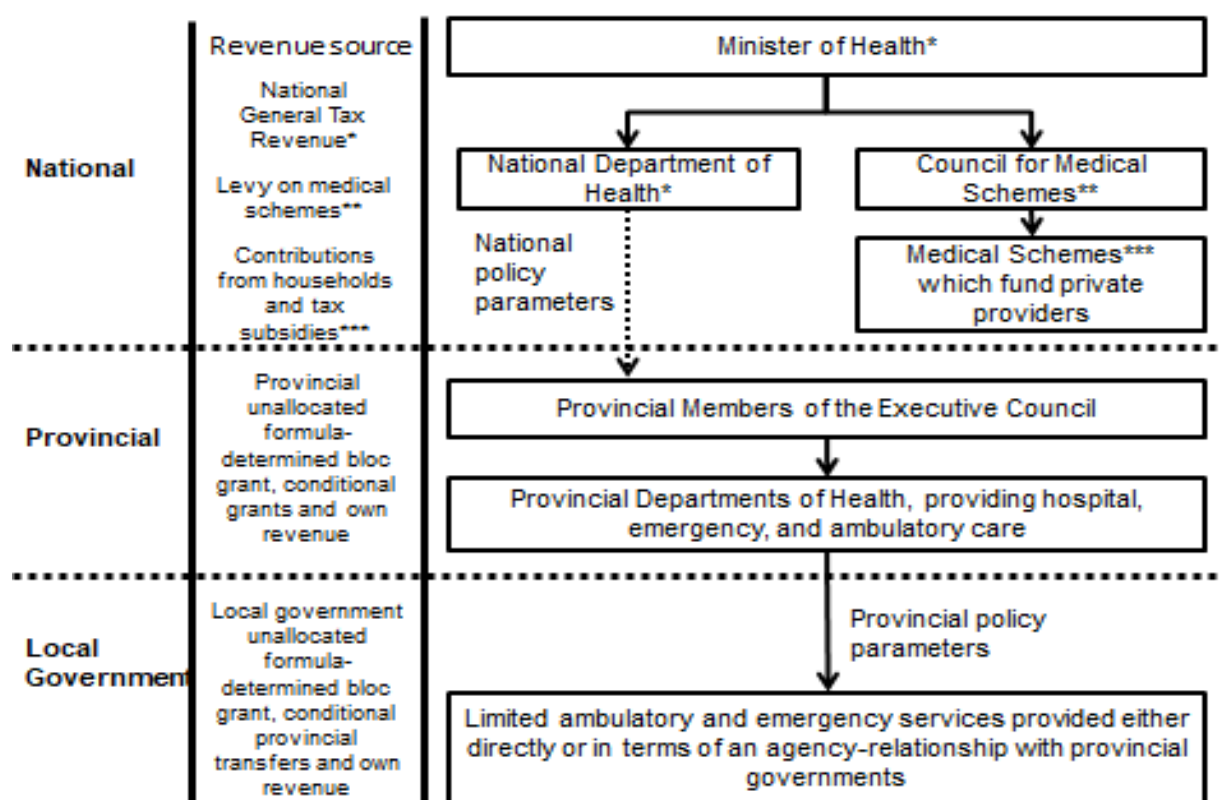 Revenue source
Minister of Health*
National
National
General Tax
Revenue*
Levy on medical
schemes**
Contributions
from households
and tax
subsidies***
National Department of
Health*
Council for Medical
Schemes**
National
policy
parameters
Medical Schemes***
which fund private
providers
Provincial
Provincial
unallocated
formula-
determined bloc
grant, conditional
grants and own
revenue
Provincial Members of the Executive Council
Provincial Departments of Health, providing hospital,
emergency, and ambulatory care
Local
Government
Local government
unallocated
formula-
determined bloc
grant, conditional
provincial
transfers and own
revenue
Provincial policy
parameters
Limited ambulatory and emergency services provided either
directly or in terms of an agency-relationship with provincial
governments